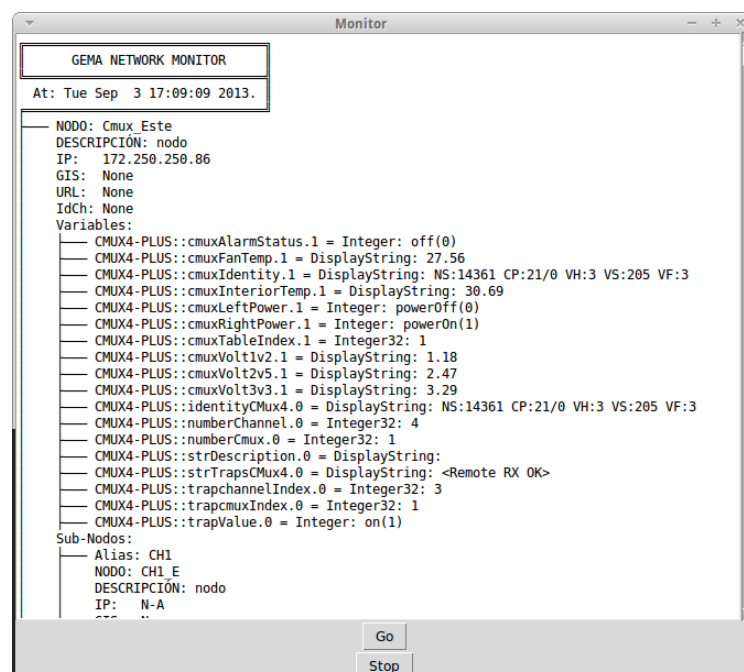 Monitor
GEMA NETWORK MONITOR
At: Tue Sep  3 17:09:09 2013.
NODO: Cmux_Este
DESCRIPCIÓN: nodo
IP:   172.250.250.86
GIS:  None
URL:  None
IdCh: None
Variables:
CMUX4-PLUS::cmuxAlarmStatus.1 = Integer: off(0)
CMUX4-PLUS::cmuxFanTemp.1 = DisplayString: 27.56
CMUX4-PLUS::cmuxIdentity.1 = DisplayString: NS:14361 CP:21/0 VH:3 VS:205 VF:3
CMUX4-PLUS::cmuxInteriorTemp.1 = DisplayString: 30.69
CMUX4-PLUS::cmuxLeftPower.1 = Integer: powerOff(0)
CMUX4-PLUS::cmuxRightPower.1 = Integer: powerOn(1)
CMUX4-PLUS::cmuxTableIndex.1 = Integer32: 1
CMUX4-PLUS::cmuxVolt1v2.1 = DisplayString: 1.18
CMUX4-PLUS::cmuxVolt2v5.1 = DisplayString: 2.47
CMUX4-PLUS::cmuxVolt3v3.1 = DisplayString: 3.29
CMUX4-PLUS::identityCMux4.0 = DisplayString: NS:14361 CP:21/0 VH:3 VS:205 VF:3
CMUX4-PLUS::numberChannel.0 = Integer32: 4
CMUX4-PLUS::numberCmux.0 = Integer32: 1
CMUX4-PLUS::strDescription.0 = DisplayString:
CMUX4-PLUS::strTrapsCMux4.0 = DisplayString: <Remote RX OK>
CMUX4-PLUS::trapchannelIndex.0 = Integer32: 3
CMUX4-PLUS::trapcmuxIndex.0 = Integer32: 1
CMUX4-PLUS::trapValue.0 = Integer: on(1)
Sub-Nodos:
Alias: CH1
NODO: CH1_E
DESCRIPCIÓN: nodo
IP:   N-A
Go
Stop